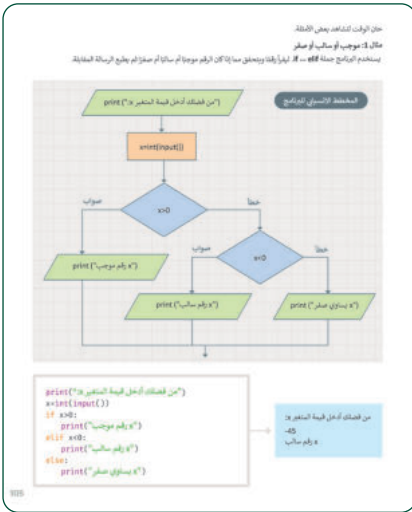 حان الوقت لتشاهد بعض الأمثلة.
مثال 1: موجب أو سالب أو صفر
يستخدم البرنامج جملة if ... elif، ليقرأ رقمًا ويتحقق مما إذا كان الرقم موجبًا أم سالبًا أم صفرًا ثم يطبع الرسالة المقابلة.
المخطط الانسيابي للبرنامج
print ("من فضلك أدخل قيمة المتغير x:")
x=int(input())
x>0
صواب
خطأ
x<0
صواب
خطأ
print ("x رقم موجب")
print ("x رقم سالب")
print ("x يساوي صفر")
print("من فضلك أدخل قيمة المتغير x:")
x=int(input())
if x>0:
print("x رقم موجب")
elif x<0:
print("x رقم سالب")
else:
print("x يساوي صفر")
من فضلك أدخل قيمة المتغير x:
-45
x رقم سالب